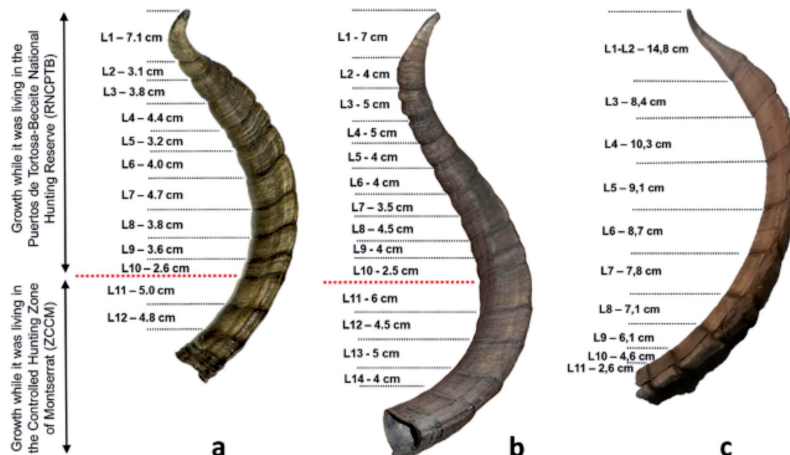 Growth while it was living in the
Puertos de Tortosa-Beceite National
Hunting Reserve (RNCPTB)
Growth while it was living in
the Controlled Hunting Zone
of Montserrat (ZCCM)
L1 – 7.1 cm
L2 – 3.1 cm
L3 – 3.8 cm
L4 – 4.4 cm
L5 – 3.2 cm
L6 – 4.0 cm
L7 – 4.7 cm
L8 – 3.8 cm
L9 – 3.6 cm
L10 – 2.6 cm
L11 – 5.0 cm
L12 – 4.8 cm
a
L1 - 7 cm
L2 - 4 cm
L3 - 5 cm
L4 - 5 cm
L5 - 4 cm
L6 - 4 cm
L7 - 3.5 cm
L8 - 4.5 cm
L9 - 4 cm
L10 - 2.5 cm
L11 - 6 cm
L12 – 4.5 cm
L13 – 5 cm
L14 – 4 cm
b
L1-L2 – 14,8 cm
L3 – 8,4 cm
L4 – 10,3 cm
L5 – 9,1 cm
L6 – 8,7 cm
L7 – 7,8 cm
L8 – 7,1 cm
L9 – 6,1 cm
L10 – 4,6 cm
L11 – 2,6 cm
c